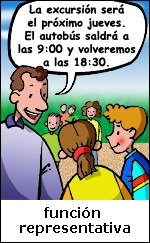 La excursión será
el próximo jueves.
El autobús saldrá a
las 9:00 y volveremos
a las 18:30.
función
representativa